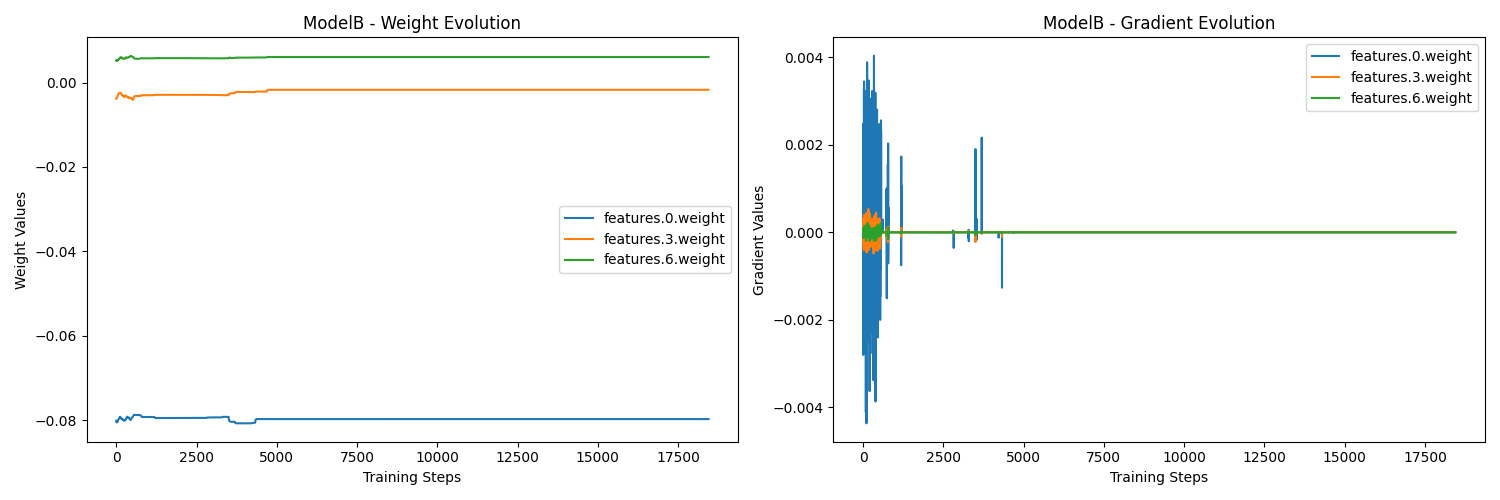 ModelB - Weight Evolution
Weight Values
0.00
−0.02
−0.04
−0.06
−0.08
features.0.weight
features.3.weight
features.6.weight
0 2500 5000 7500 10000 12500 15000 17500
Training Steps
ModelB - Gradient Evolution
Gradient Values
0.004
0.002
0.000
−0.002
−0.004
features.0.weight
features.3.weight
features.6.weight
0 2500 5000 7500 10000 12500 15000 17500
Training Steps